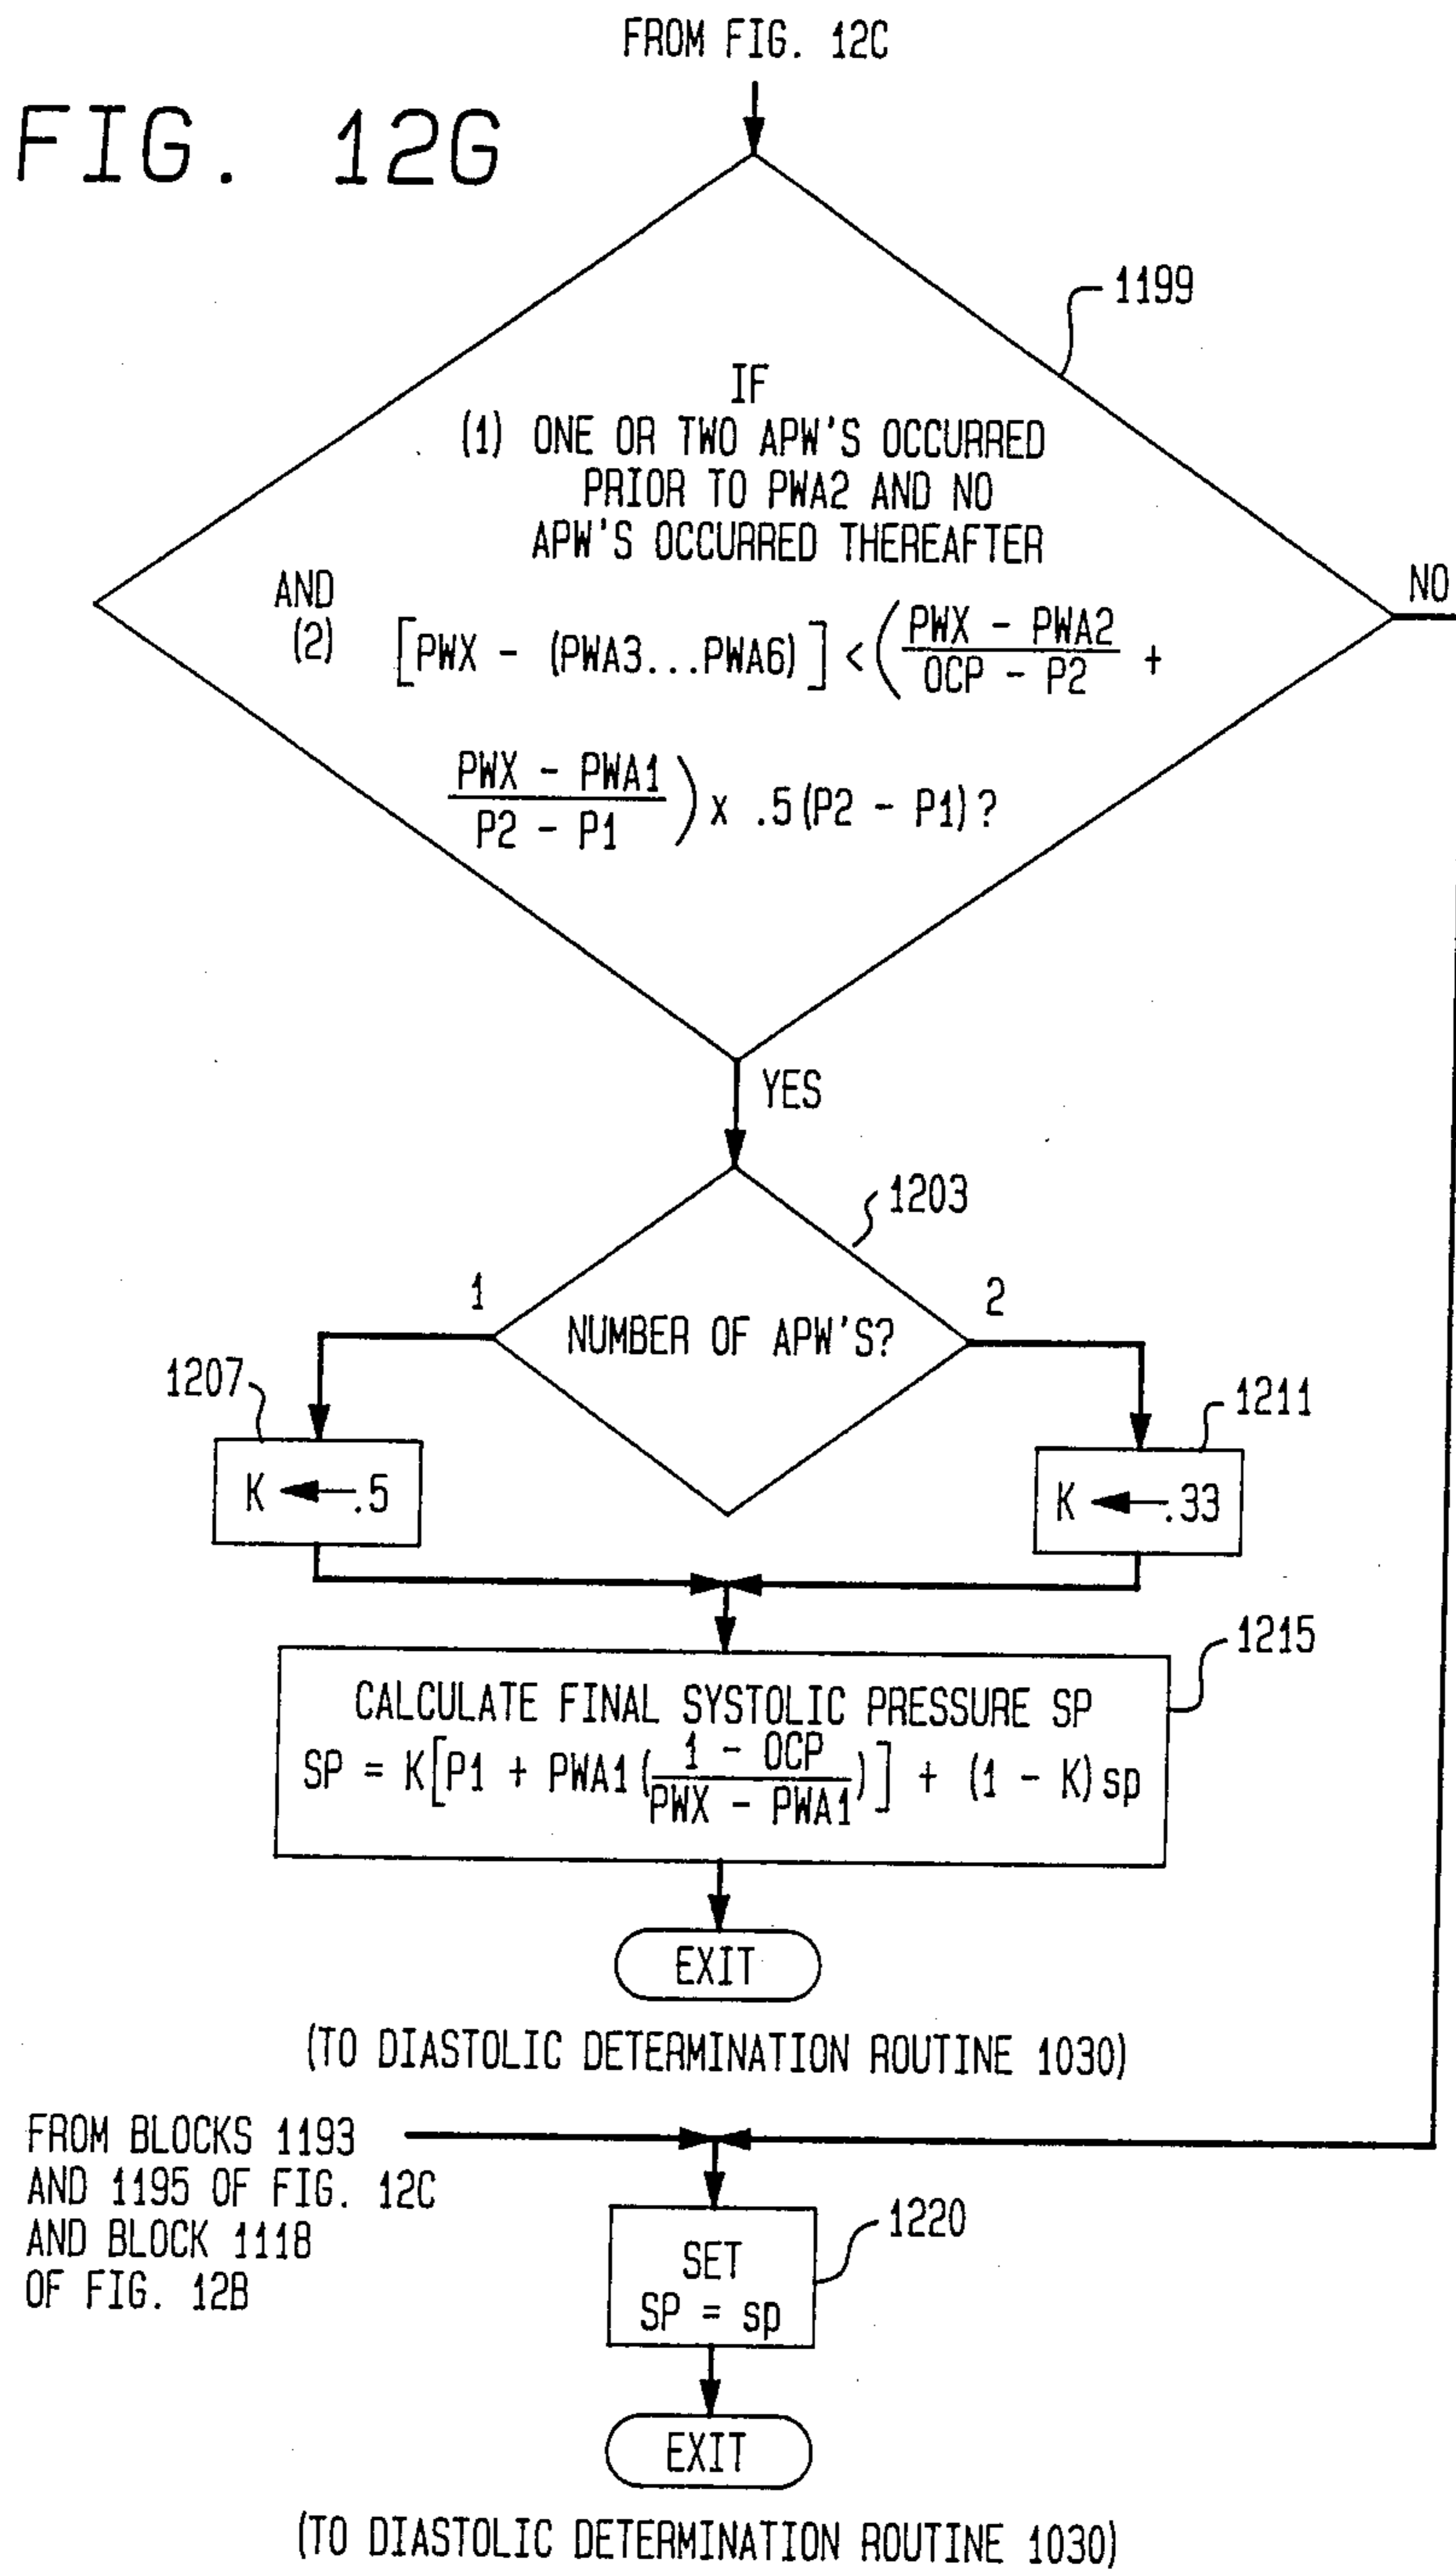 FROM FIG. 12C
FIG. 12G
1199
IF
(1) ONE OR TWO APW'S OCCURRED
PRIOR TO PWA2 AND NO
APW'S OCCURRED THEREAFTER
NO
AND
(2) [PWX - (PWA3...PWA6)] < (PWX - PWA2 / OCP - P2 +
PWX - PWA1 / P2 - P1) x .5(P2 - P1)?
YES
1203
1
2
NUMBER OF APW'S?
1207
1211
K ← .5
K ← .33
1215
CALCULATE FINAL SYSTOLIC PRESSURE SP
SP = K[P1 + PWA1(1 - OCP / PWX - PWA1)] + (1 - K)sp
EXIT
(TO DIASTOLIC DETERMINATION ROUTINE 1030)
FROM BLOCKS 1193
AND 1195 OF FIG. 12C
AND BLOCK 1118
OF FIG. 12B
1220
SET
SP = sp
EXIT
(TO DIASTOLIC DETERMINATION ROUTINE 1030)